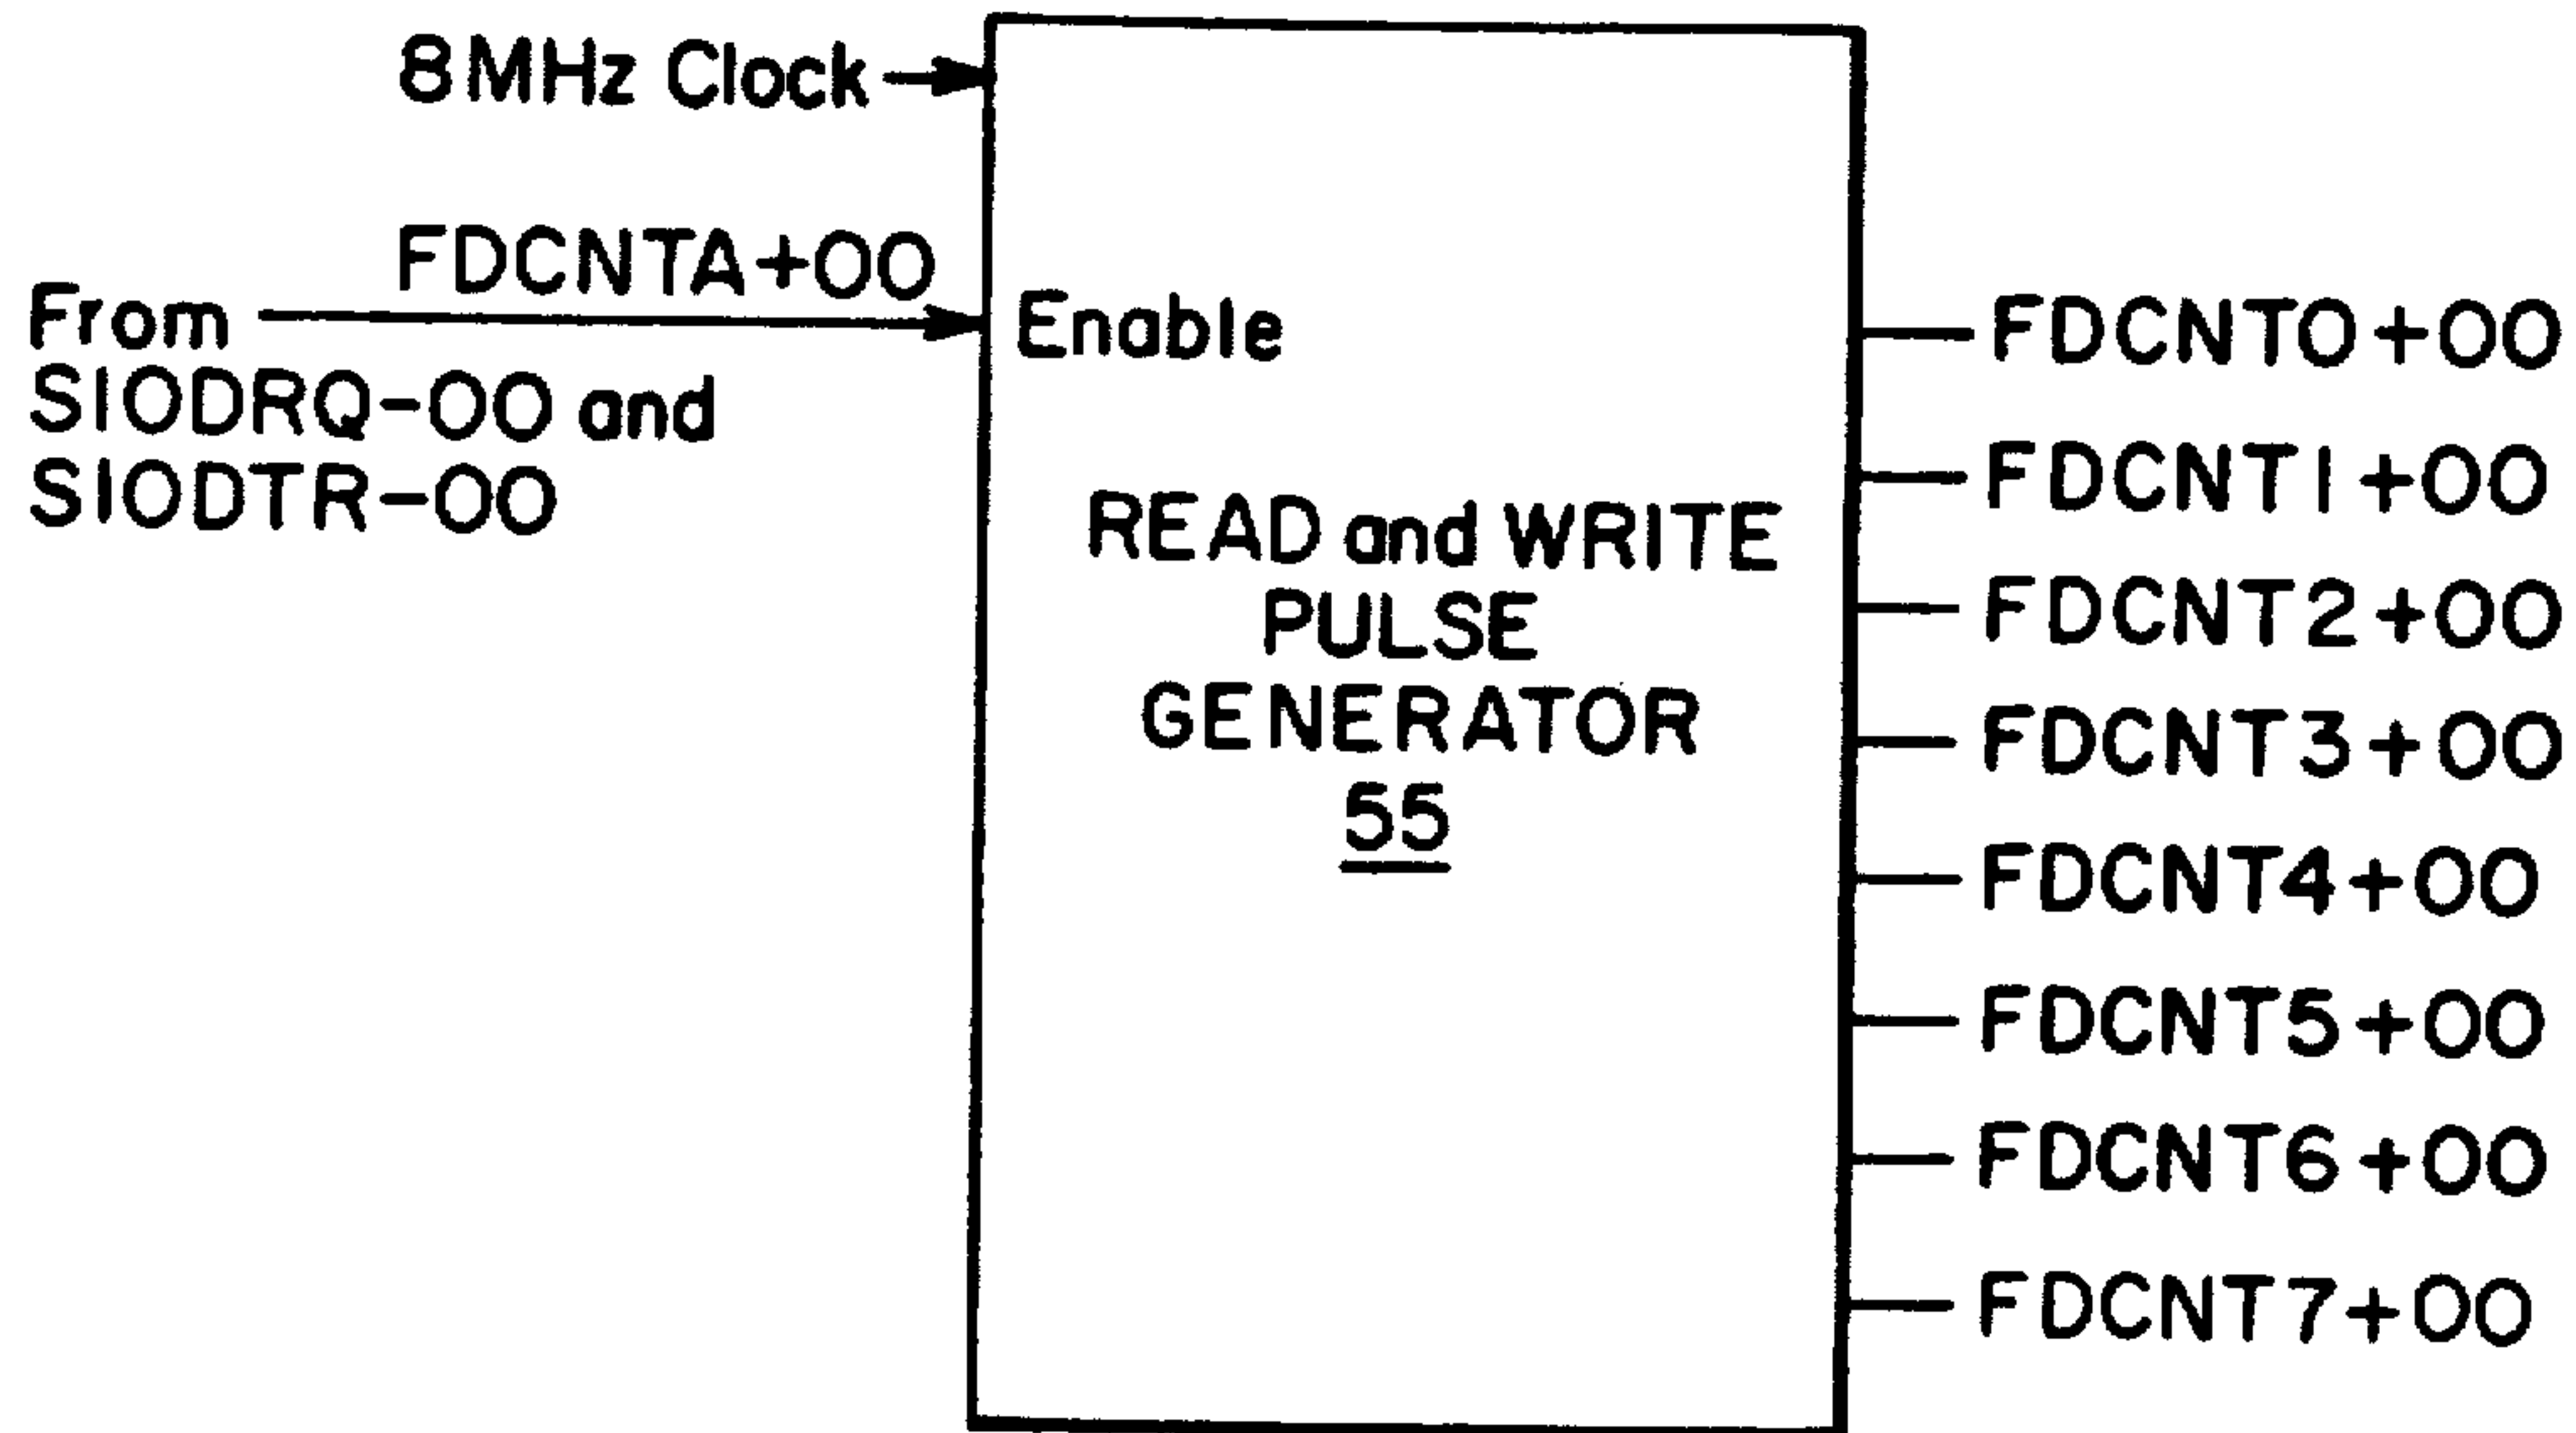 8MHz Clock
FDCNTA+00
From
SIODRQ-00 and
SIODTR-00
Enable
READ and WRITE
PULSE
GENERATOR
55
FDCNT0+00
FDCNT1+00
FDCNT2+00
FDCNT3+00
FDCNT4+00
FDCNT5+00
FDCNT6+00
FDCNT7+00